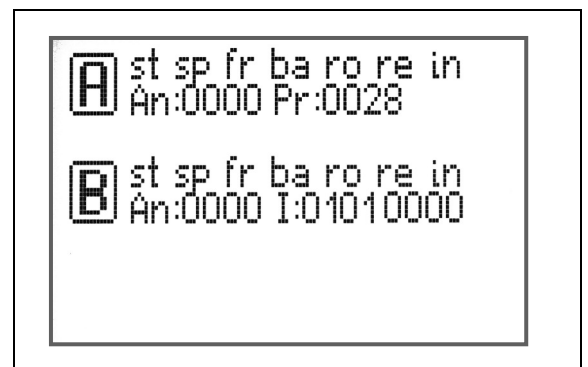 A st sp fr ba ro re in
An:0000 Pr:0028
B st sp fr ba ro re in
An:0000 I:01010000